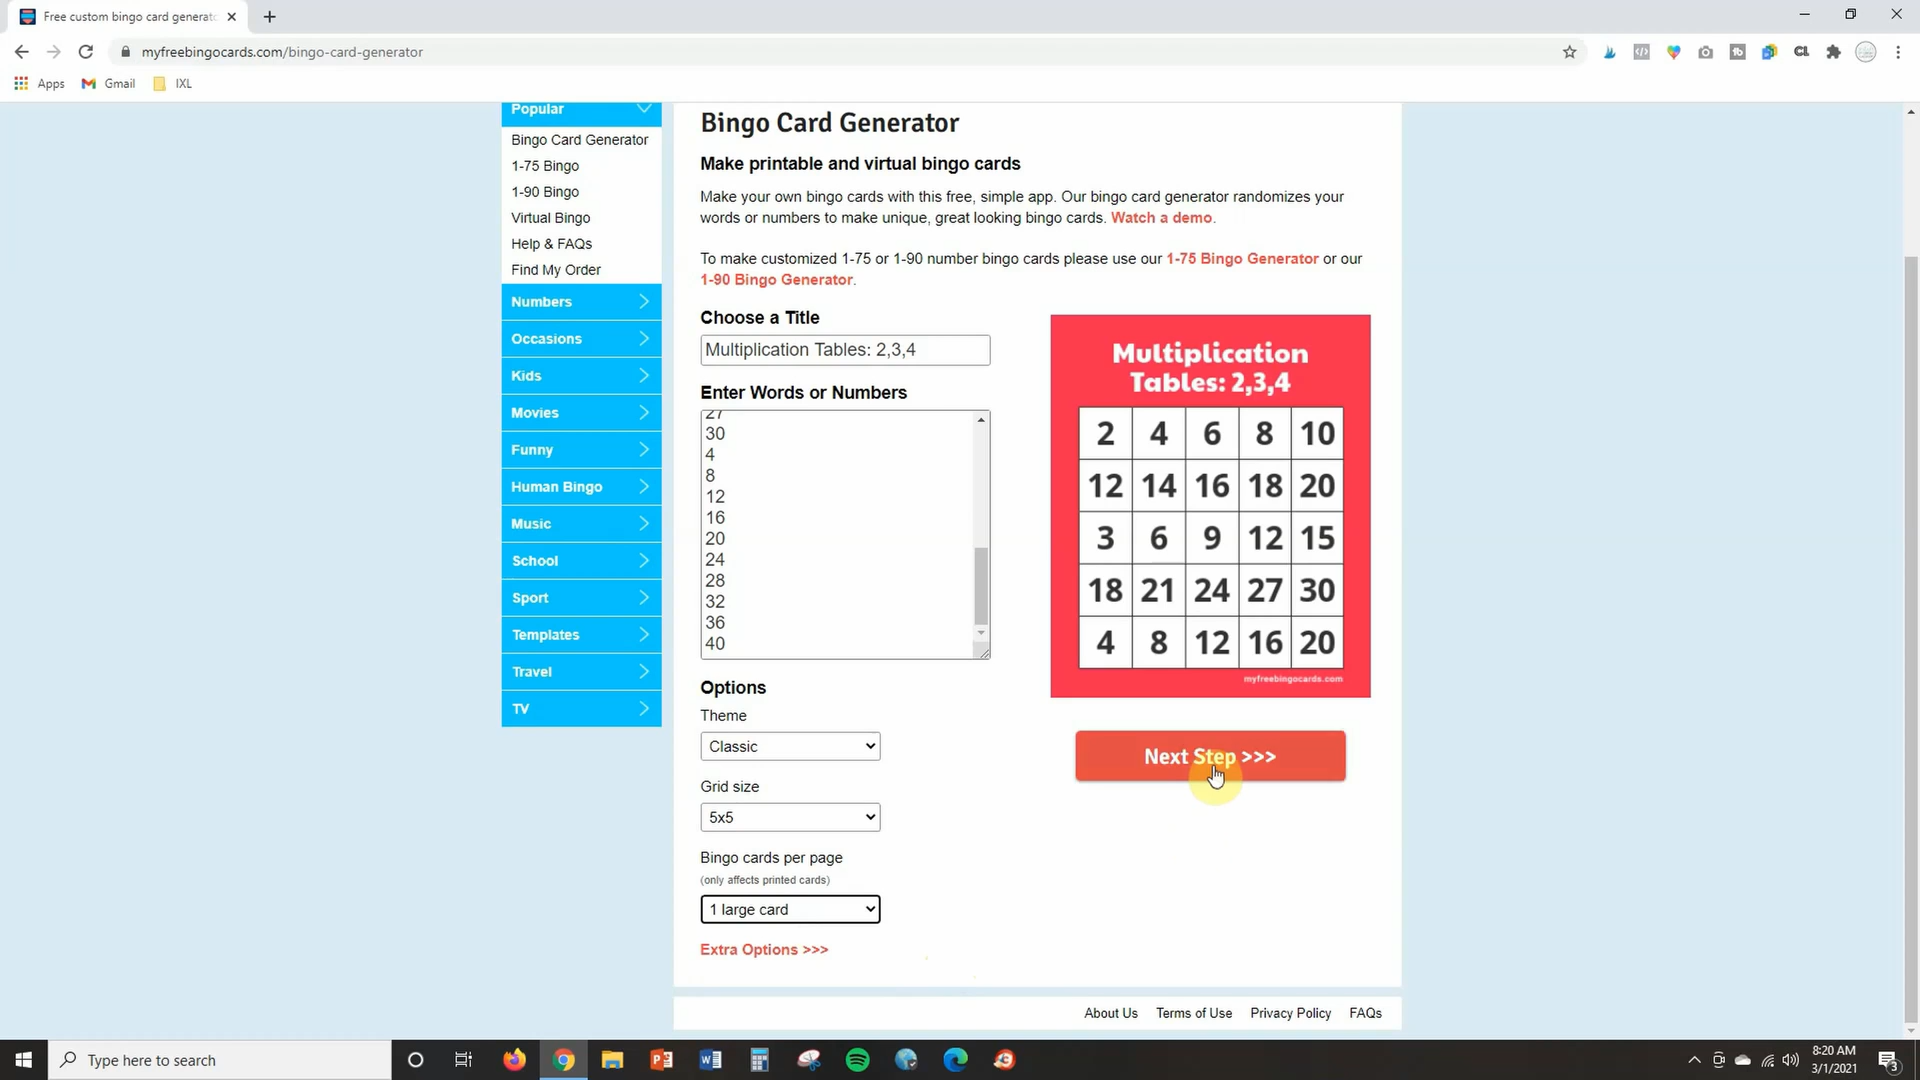 Free custom bingo card generato
myfreebingocards.com/bingo-card-generator
Apps
Gmail
IXL
Popular
Bingo Card Generator
1-75 Bingo
1-90 Bingo
Virtual Bingo
Help & FAQs
Find My Order
Numbers
Occasions
Kids
Movies
Funny
Human Bingo
Music
School
Sport
Templates
Travel
TV
Bingo Card Generator
Make printable and virtual bingo cards
Make your own bingo cards with this free, simple app. Our bingo card generator randomizes your
words or numbers to make unique, great looking bingo cards. Watch a demo.
To make customized 1-75 or 1-90 number bingo cards please use our 1-75 Bingo Generator or our
1-90 Bingo Generator.
Choose a Title
Multiplication Tables: 2,3,4
Enter Words or Numbers
27
30
4
8
12
16
20
24
28
32
36
40
Options
Theme
Classic
Grid size
5x5
Bingo cards per page
(only affects printed cards)
1 large card
Extra Options >>>
Multiplication
Tables: 2,3,4
2 4 6 8 10
12 14 16 18 20
3 6 9 12 15
18 21 24 27 30
4 8 12 16 20
myfreebingocards.com
Next Step >>>
About Us Terms of Use Privacy Policy FAQs
Type here to search
8:20 AM
3/1/2021
3